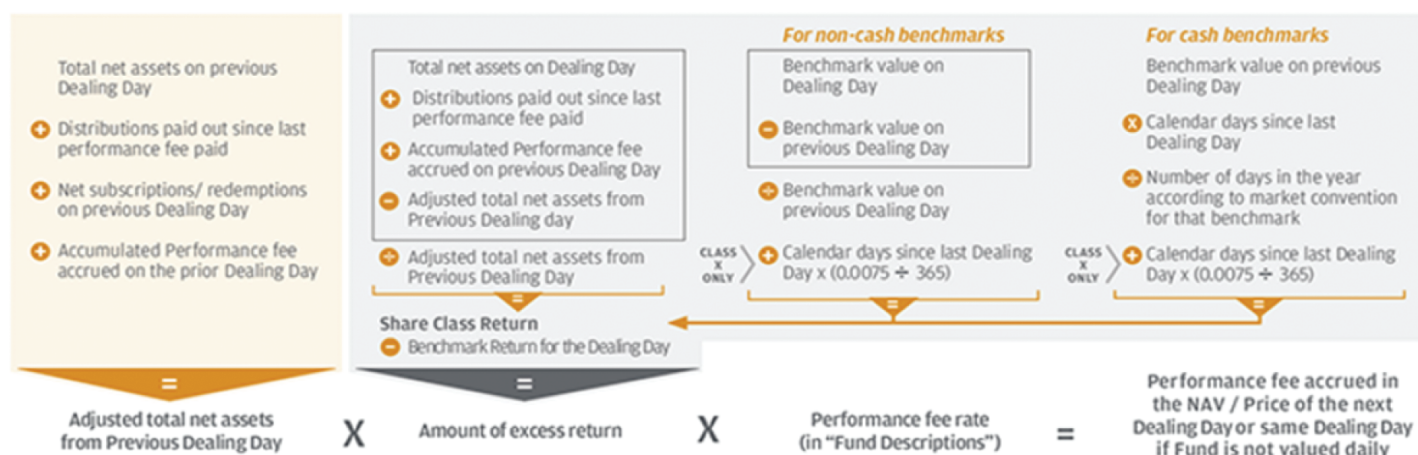 Total net assets on previous
Dealing Day
+ Distributions paid out since last
performance fee paid
+ Net subscriptions/ redemptions
on previous Dealing Day
+ Accumulated Performance fee
accrued on the prior Dealing Day
=
Adjusted total net assets
from Previous Dealing Day
X
Total net assets on Dealing Day
+ Distributions paid out since last
performance fee paid
+ Accumulated Performance fee
accrued on previous Dealing Day
− Adjusted total net assets from
Previous Dealing day
÷ Adjusted total net assets from
Previous Dealing Day
=
Share Class Return
− Benchmark Return for the Dealing Day
=
Amount of excess return
X
For non-cash benchmarks
Benchmark value on
Dealing Day
− Benchmark value on
previous Dealing Day
÷ Benchmark value on
previous Dealing Day
CLASS
X
ONLY
+ Calendar days since last Dealing
Day x (0.0075 ÷ 365)
=
Performance fee rate
(in “Fund Descriptions”)
=
For cash benchmarks
Benchmark value on previous
Dealing Day
x Calendar days since last
Dealing Day
÷ Number of days in the year
according to market convention
for that benchmark
CLASS
X
ONLY
+ Calendar days since last Dealing
Day x (0.0075 ÷ 365)
=
Performance fee accrued in
the NAV / Price of the next
Dealing Day or same Dealing Day
if Fund is not valued daily